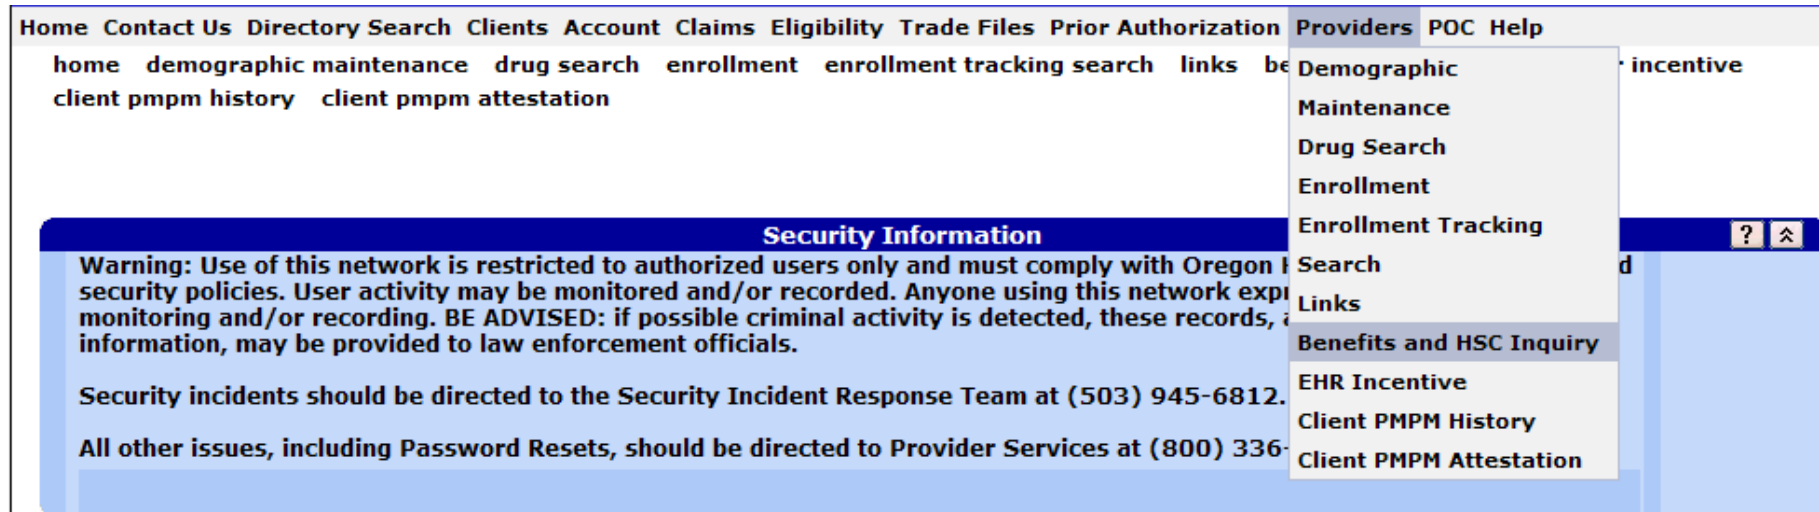 Home Contact Us Directory Search Clients Account Claims Eligibility Trade Files Prior Authorization Providers POC Help
home demographic maintenance drug search enrollment enrollment tracking search links incentive
client pmpm history client pmpm attestation
Demographic
Maintenance
Drug Search
Enrollment
Enrollment Tracking
Search
Links
Benefits and HSC Inquiry
EHR Incentive
Client PMPM History
Client PMPM Attestation
Security Information ?
Warning: Use of this network is restricted to authorized users only and must comply with Oregon
security policies. User activity may be monitored and/or recorded. Anyone using this network
monitoring and/or recording. BE ADVISED: if possible criminal activity is detected, these records,
information, may be provided to law enforcement officials.
Security incidents should be directed to the Security Incident Response Team at (503) 945-6812.
All other issues, including Password Resets, should be directed to Provider Services at (800) 336-